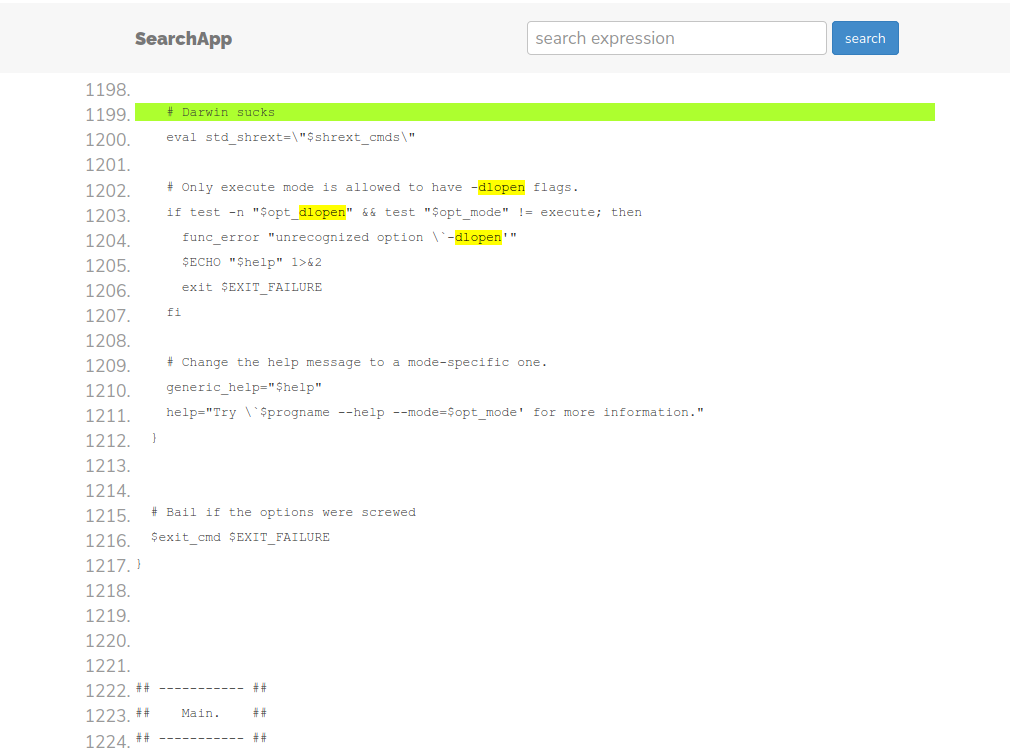 SearchApp
search expression
search
1198.
1199. # Darwin sucks
1200. eval std_shrext=\"$shrext_cmds\"
1201.
1202. # Only execute mode is allowed to have -dlopen flags.
1203. if test -n "$opt_dlopen" && test "$opt_mode" != execute; then
1204. func_error "unrecognized option \`-dlopen'"
1205. $ECHO "$help" 1>&2
1206. exit $EXIT_FAILURE
1207. fi
1208.
1209. # Change the help message to a mode-specific one.
1210. generic_help="$help"
1211. help="Try \`$progname --help --mode=$opt_mode' for more information."
1212. }
1213.
1214.
1215. # Bail if the options were screwed
1216. $exit_cmd $EXIT_FAILURE
1217. }
1218.
1219.
1220.
1221.
1222. ## ----------- ##
1223. ##    Main.    ##
1224. ## ----------- ##